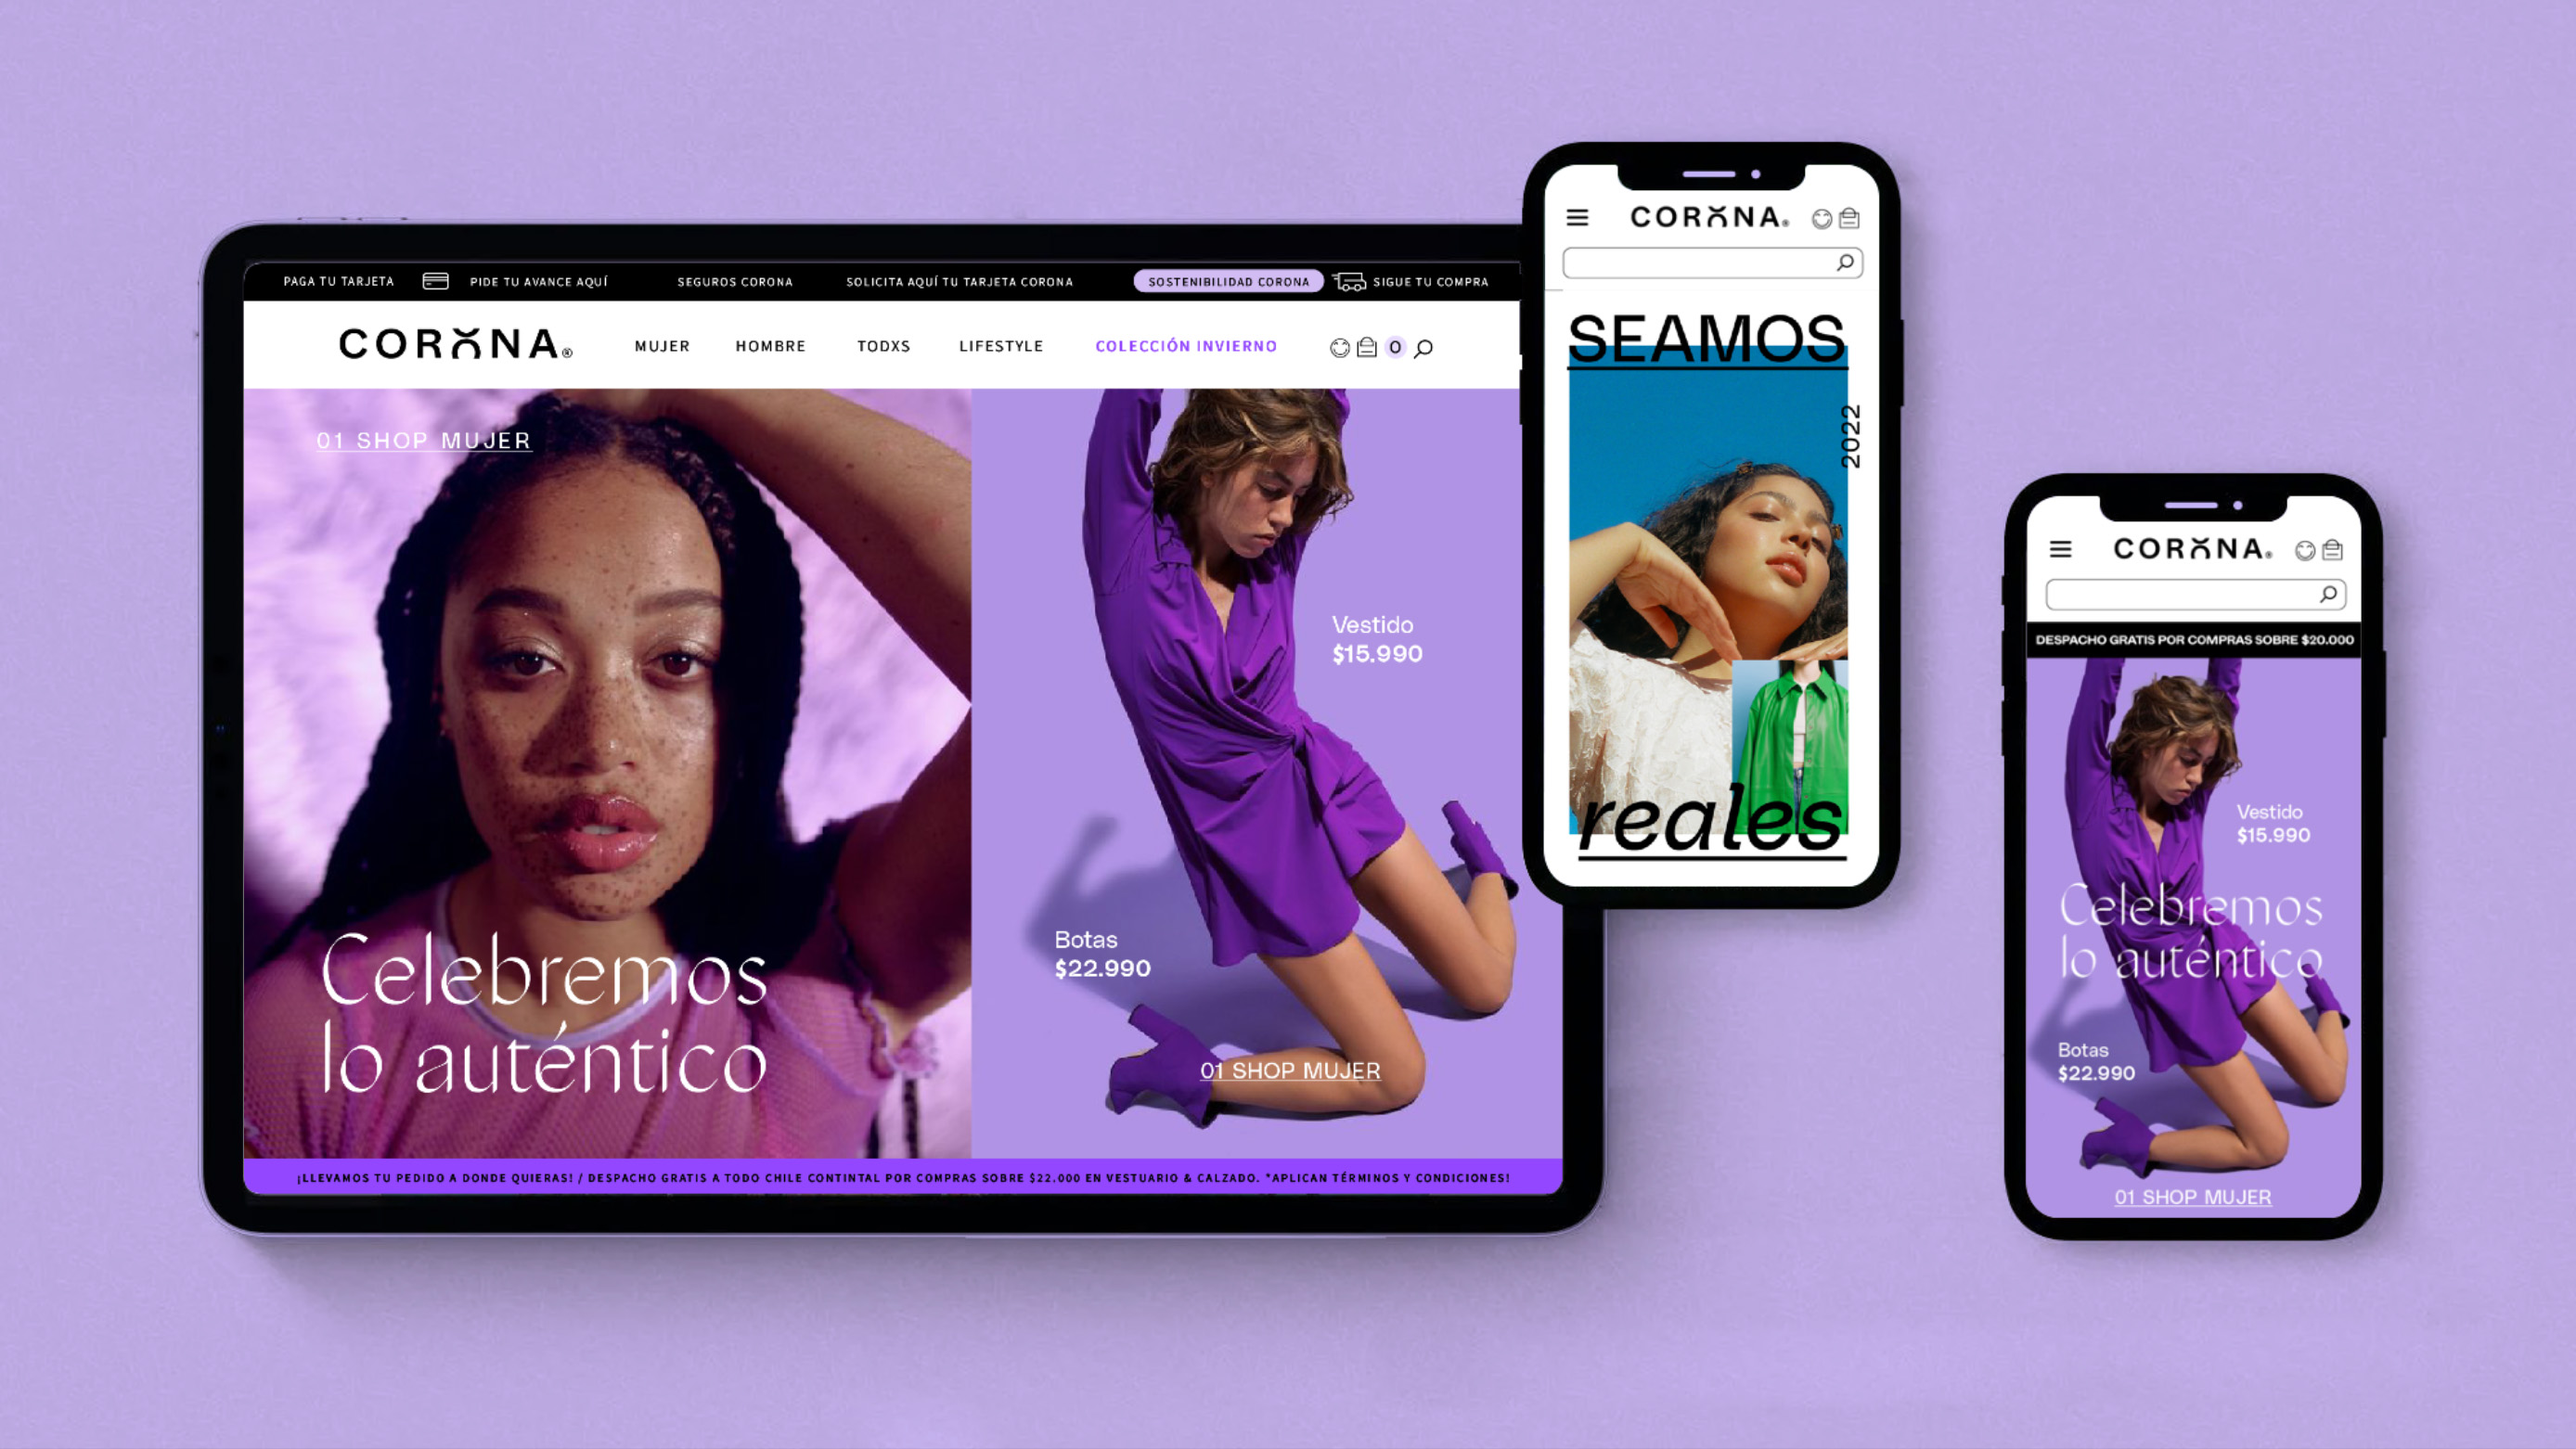 PAGA TU TARJETA PIDE TU AVANCE AQUÍ SEGUROS CORONA SOLICITA AQUÍ TU TARJETA CORONA SOSTENIBILIDAD CORONA SIGUE TU COMPRA
CORONA® MUJER HOMBRE TODXS LIFESTYLE COLECCIÓN INVIERNO 0
01 SHOP MUJER
Celebremos
lo auténtico
Vestido
$15.990
Botas
$22.990
01 SHOP MUJER
¡LLEVAMOS TU PEDIDO A DONDE QUIERAS! / DESPACHO GRATIS A TODO CHILE CONTINTAL POR COMPRAS SOBRE $22.000 EN VESTUARIO & CALZADO. *APLICAN TÉRMINOS Y CONDICIONES!
CORONA®
SEAMOS
2022
reales
CORONA®
DESPACHO GRATIS POR COMPRAS SOBRE $20.000
Vestido
$15.990
Celebremos
lo auténtico
Botas
$22.990
01 SHOP MUJER